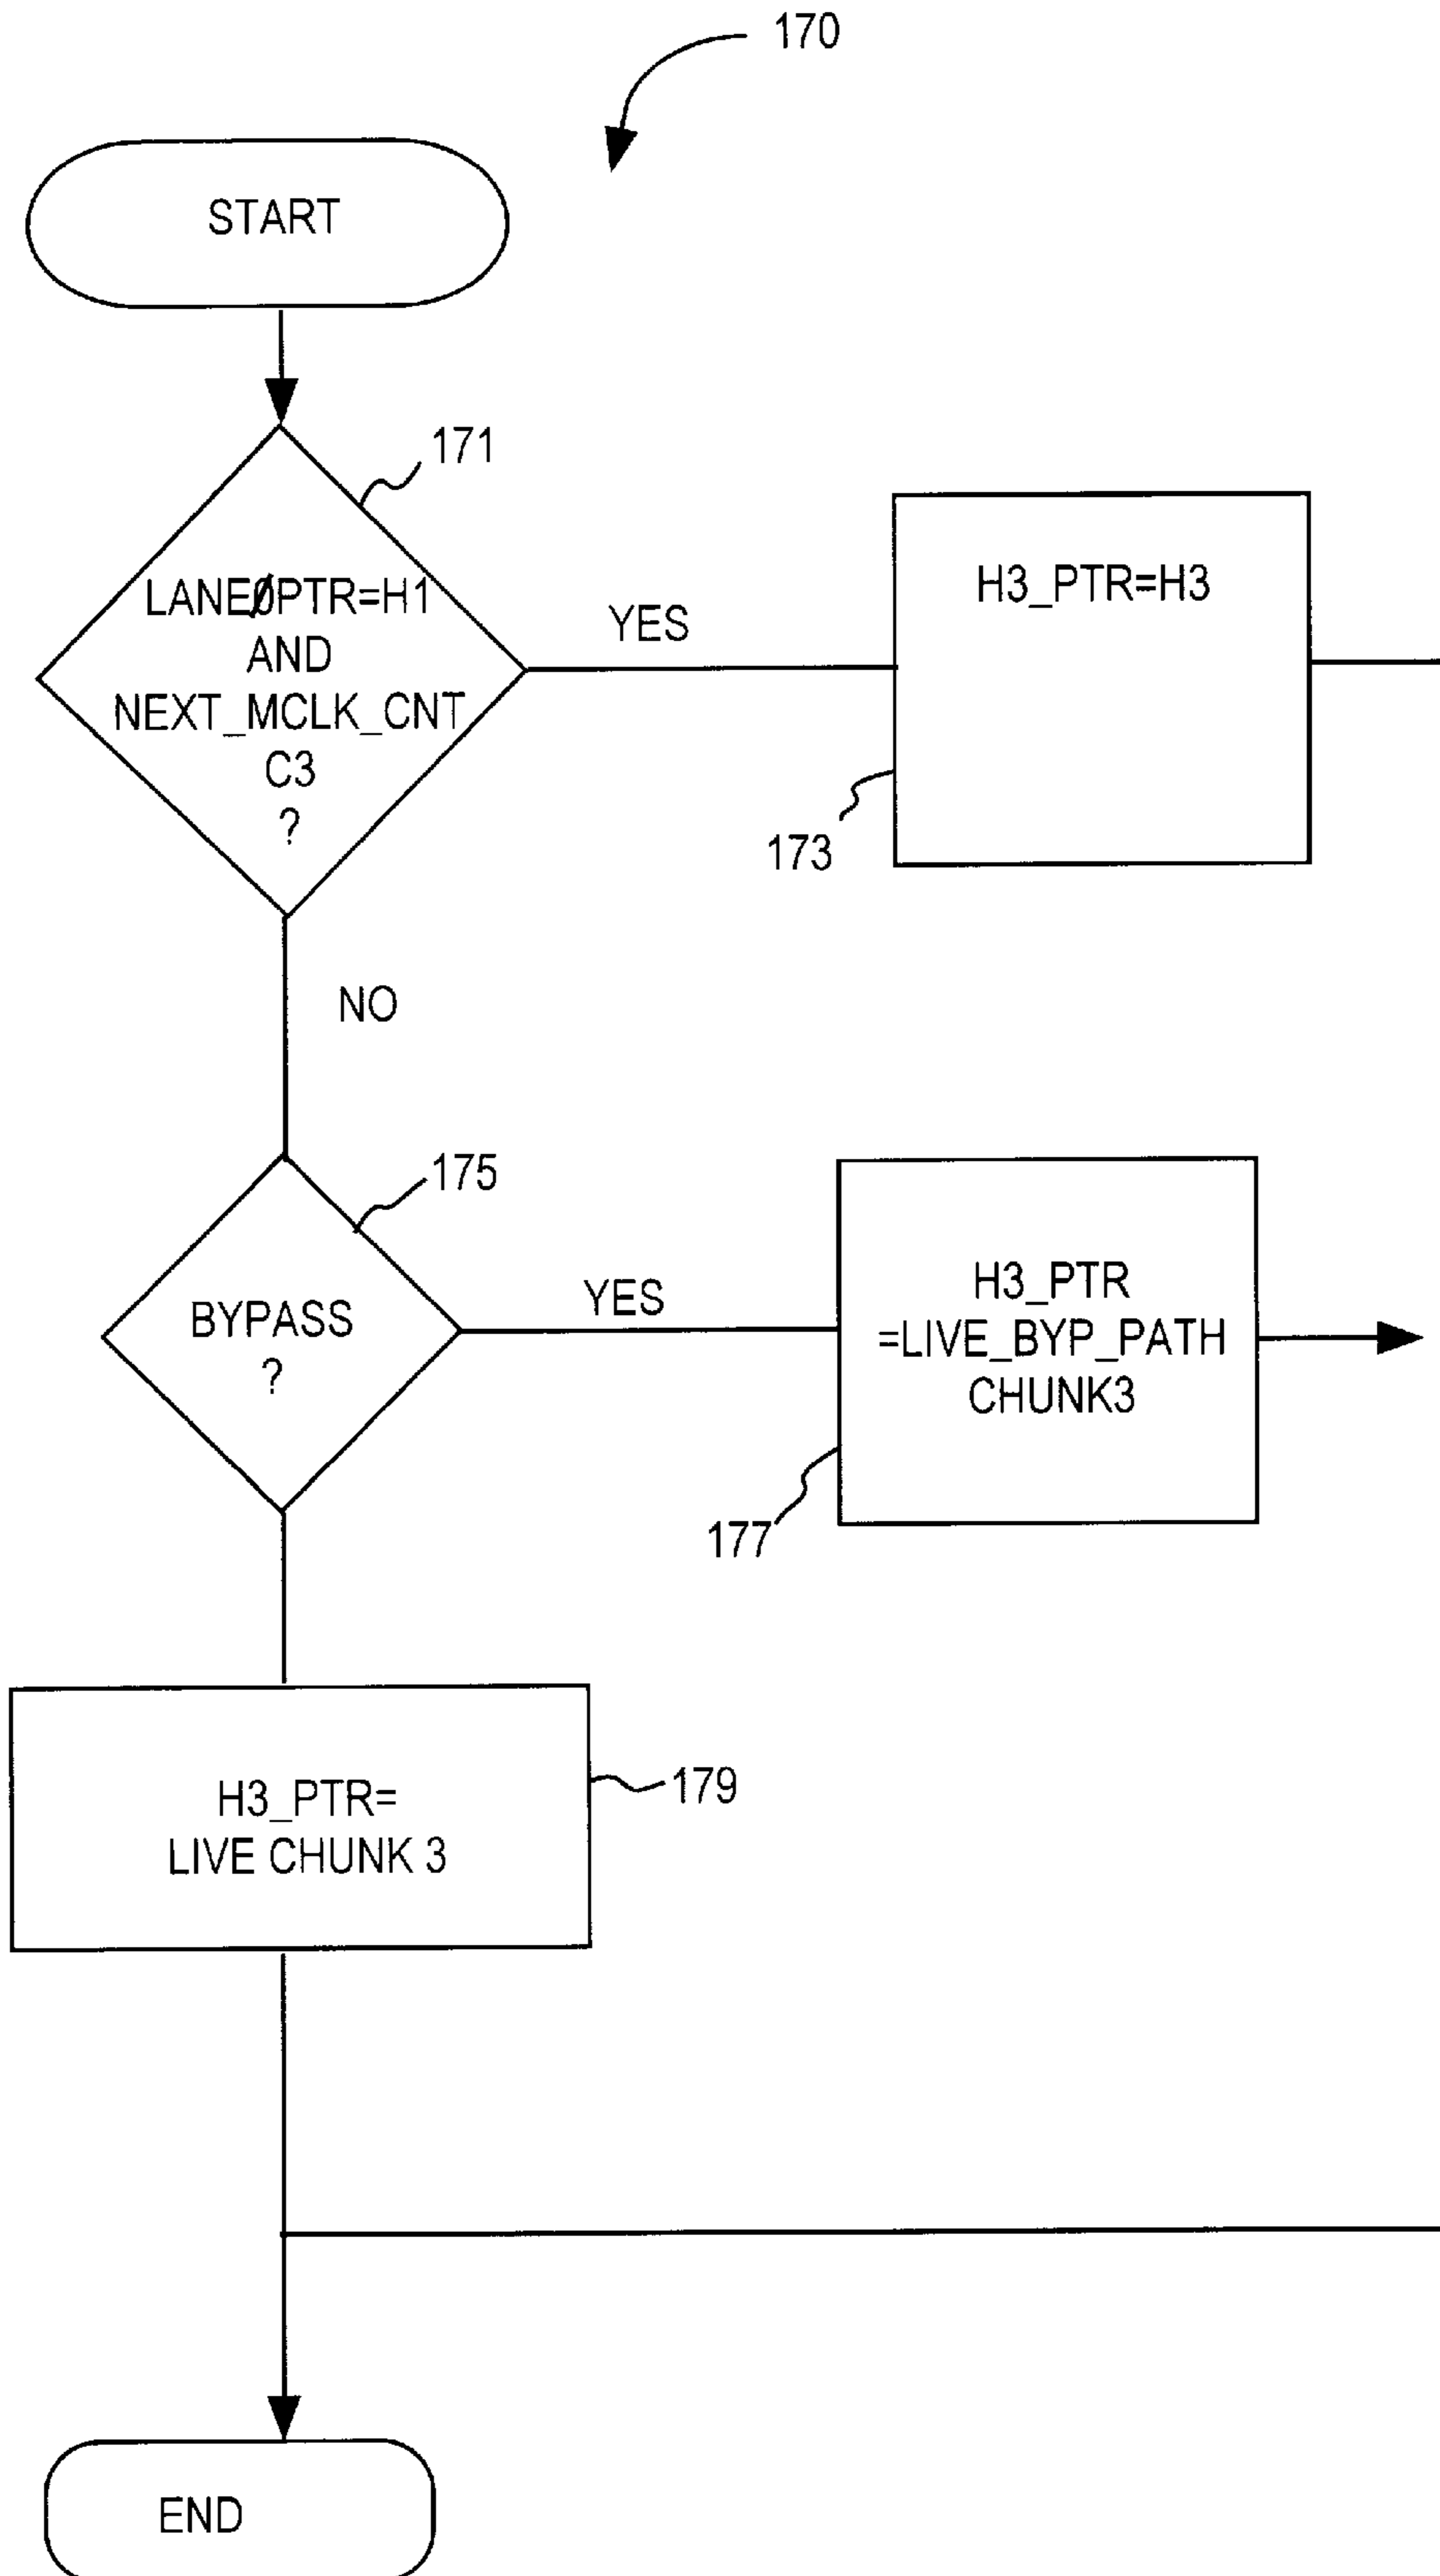 170
START
171
LANE0PTR=H1
AND
NEXT_MCLK_CNT
C3
?
YES
H3_PTR=H3
173
NO
175
BYPASS
?
YES
H3_PTR
=LIVE_BYP_PATH
CHUNK3
177
H3_PTR=
LIVE CHUNK 3
179
END